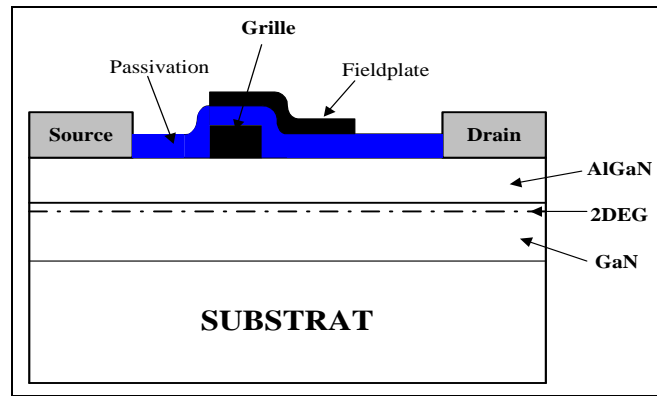 Grille
Passivation
Fieldplate
Source
Drain
AlGaN
2DEG
GaN
SUBSTRAT